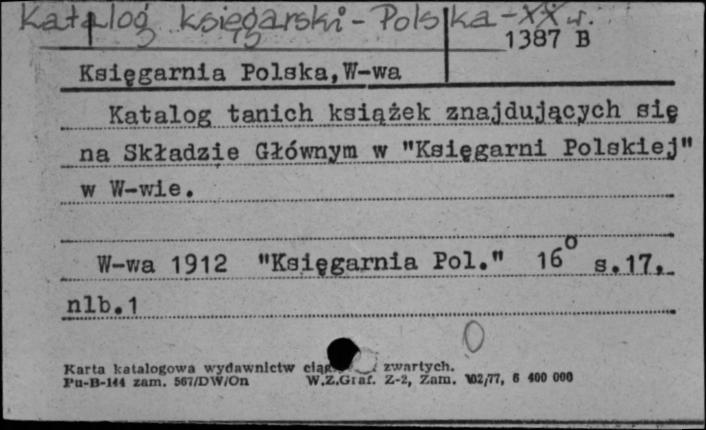 Katalog księgarski - Polska - XX w.
1387 B
Księgarnia Polska,W-wa
Katalog tanich książek znajdujących się
na Składzie Głównym w "Księgarni Polskiej"
w W-wie.
W-wa 1912 "Księgarnia Pol." 16° s.17,
nlb.1
0
Karta katalogowa wydawnictw zwartych.
Pu-B-144 zam. 567/DW/On W.Z.Graf. Z-2, Zam. 102/77, 6 400 000